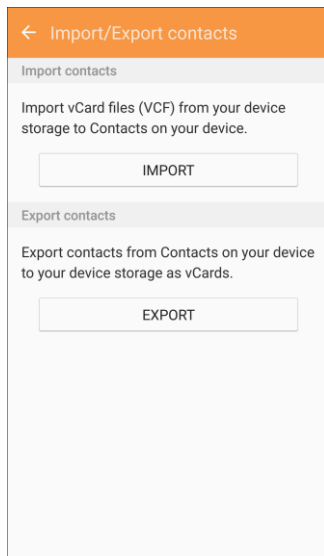 Import/Export contacts
Import contacts
Import vCard files (VCF) from your device
storage to Contacts on your device.
IMPORT
Export contacts
Export contacts from Contacts on your device
to your device storage as vCards.
EXPORT